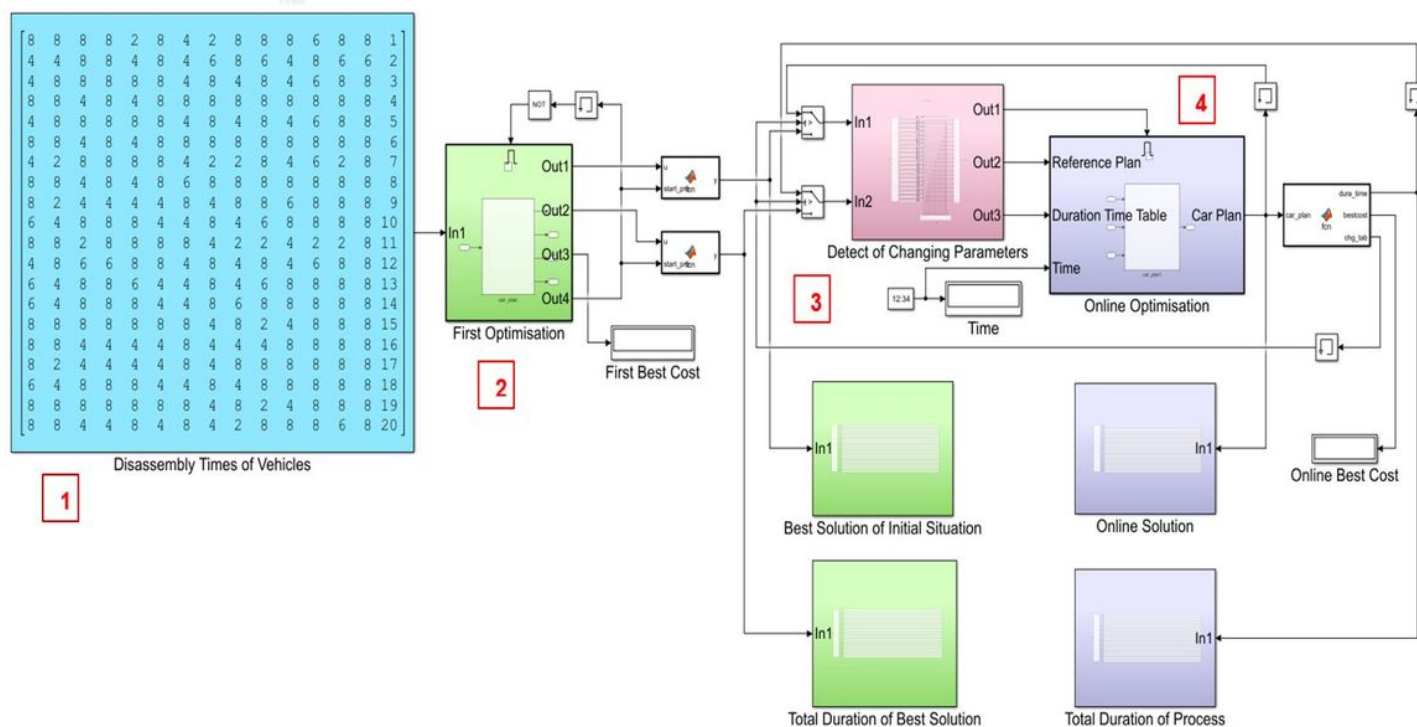 8 8 8 8 2 8 4 2 8 8 8 6 8 8 1
4 4 8 8 4 8 4 6 8 6 4 8 6 6 2
4 8 8 8 8 4 8 4 8 4 6 8 8 3
8 8 4 8 4 8 8 8 8 8 8 8 8 8 4
4 8 8 8 8 8 4 8 4 8 4 6 8 8 5
8 8 4 8 4 8 8 8 8 8 8 8 8 8 6
4 2 8 8 8 8 4 2 2 8 4 6 2 8 7
8 8 4 8 4 8 6 8 8 8 8 8 8 8 8
8 2 4 4 4 4 8 4 8 8 6 8 8 8 9
6 4 8 8 8 4 4 8 4 6 8 8 8 8 10
8 8 2 8 8 8 8 4 2 2 4 2 2 8 11
4 8 6 6 8 8 4 8 4 8 4 6 8 8 12
6 4 8 8 6 4 4 8 4 6 8 8 8 8 13
6 4 8 8 8 4 4 8 6 8 8 8 8 8 14
8 8 8 8 8 8 8 4 8 2 4 8 8 8 15
8 8 4 4 4 4 8 4 4 4 8 8 8 8 16
8 2 4 4 4 4 8 4 8 8 8 8 8 8 17
6 4 8 8 8 4 4 8 4 8 8 8 8 8 18
8 8 8 8 8 8 8 4 8 2 4 8 8 8 19
8 8 4 4 8 4 8 4 2 8 8 8 6 8 20
Disassembly Times of Vehicles
1
NOT
In1
Out1
Out2
Out3
Out4
car_plan
First Optimisation
2
First Best Cost
u
fcn
y
u
fcn
y
>
>
In1
In2
Out1
Out2
Out3
Detect of Changing Parameters
3
4
Reference Plan
Duration Time Table
Time
Car Plan
car_plan1
Online Optimisation
12:34
Time
car_plan
fcn
dura_time
bestcost
chg_tab
In1
Best Solution of Initial Situation
In1
Online Solution
Online Best Cost
In1
Total Duration of Best Solution
In1
Total Duration of Process